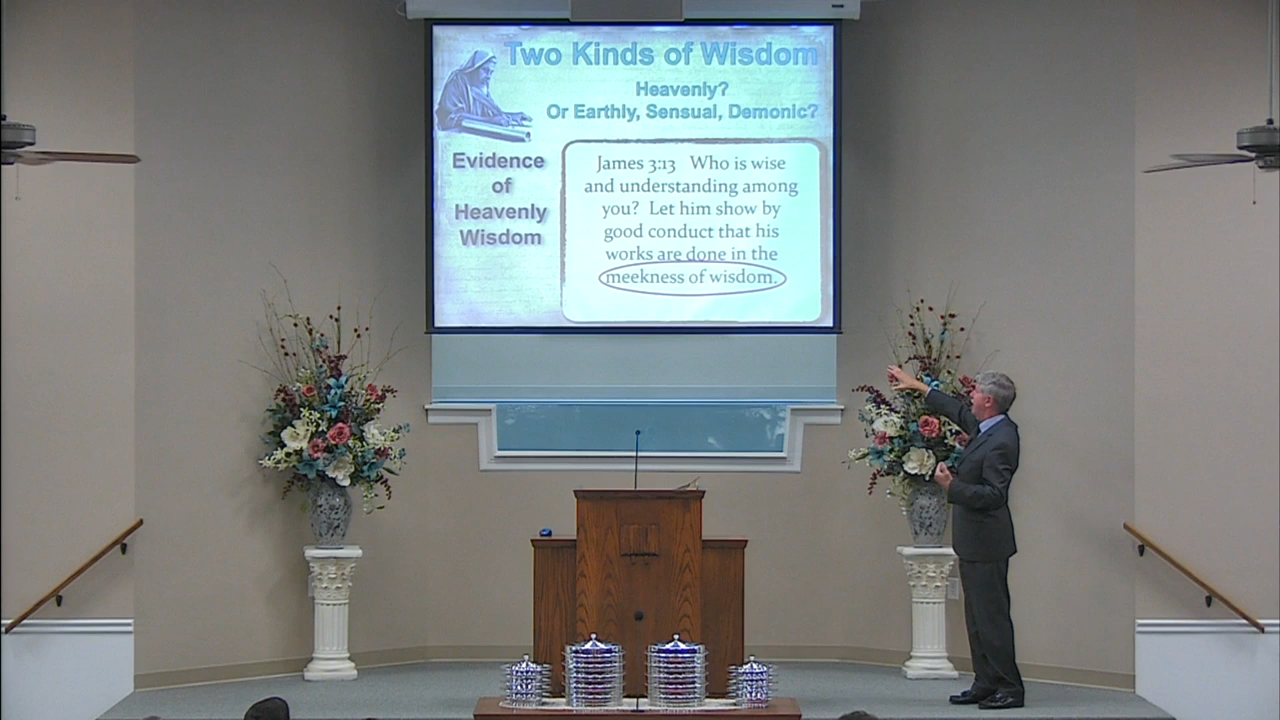 Two Kinds of Wisdom
Heavenly?
Or Earthly, Sensual, Demonic?
Evidence
of
Heavenly
Wisdom
James 3:13 Who is wise
and understanding among
you? Let him show by
good conduct that his
works are done in the
meekness of wisdom.